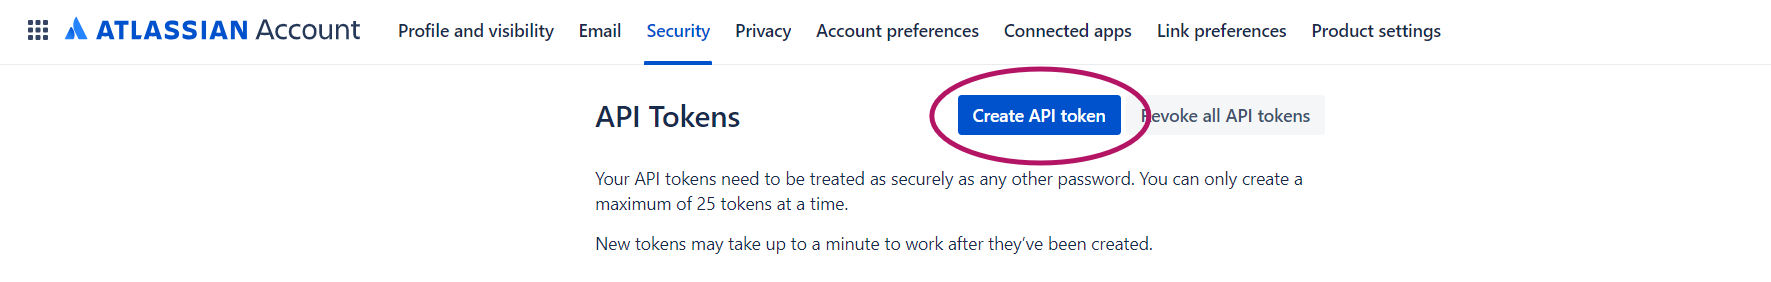 ATLASSIAN Account Profile and visibility Email Security Privacy Account preferences Connected apps Link preferences Product settings
API Tokens Create API token Revoke all API tokens
Your API tokens need to be treated as securely as any other password. You can only create a
maximum of 25 tokens at a time.
New tokens may take up to a minute to work after they’ve been created.